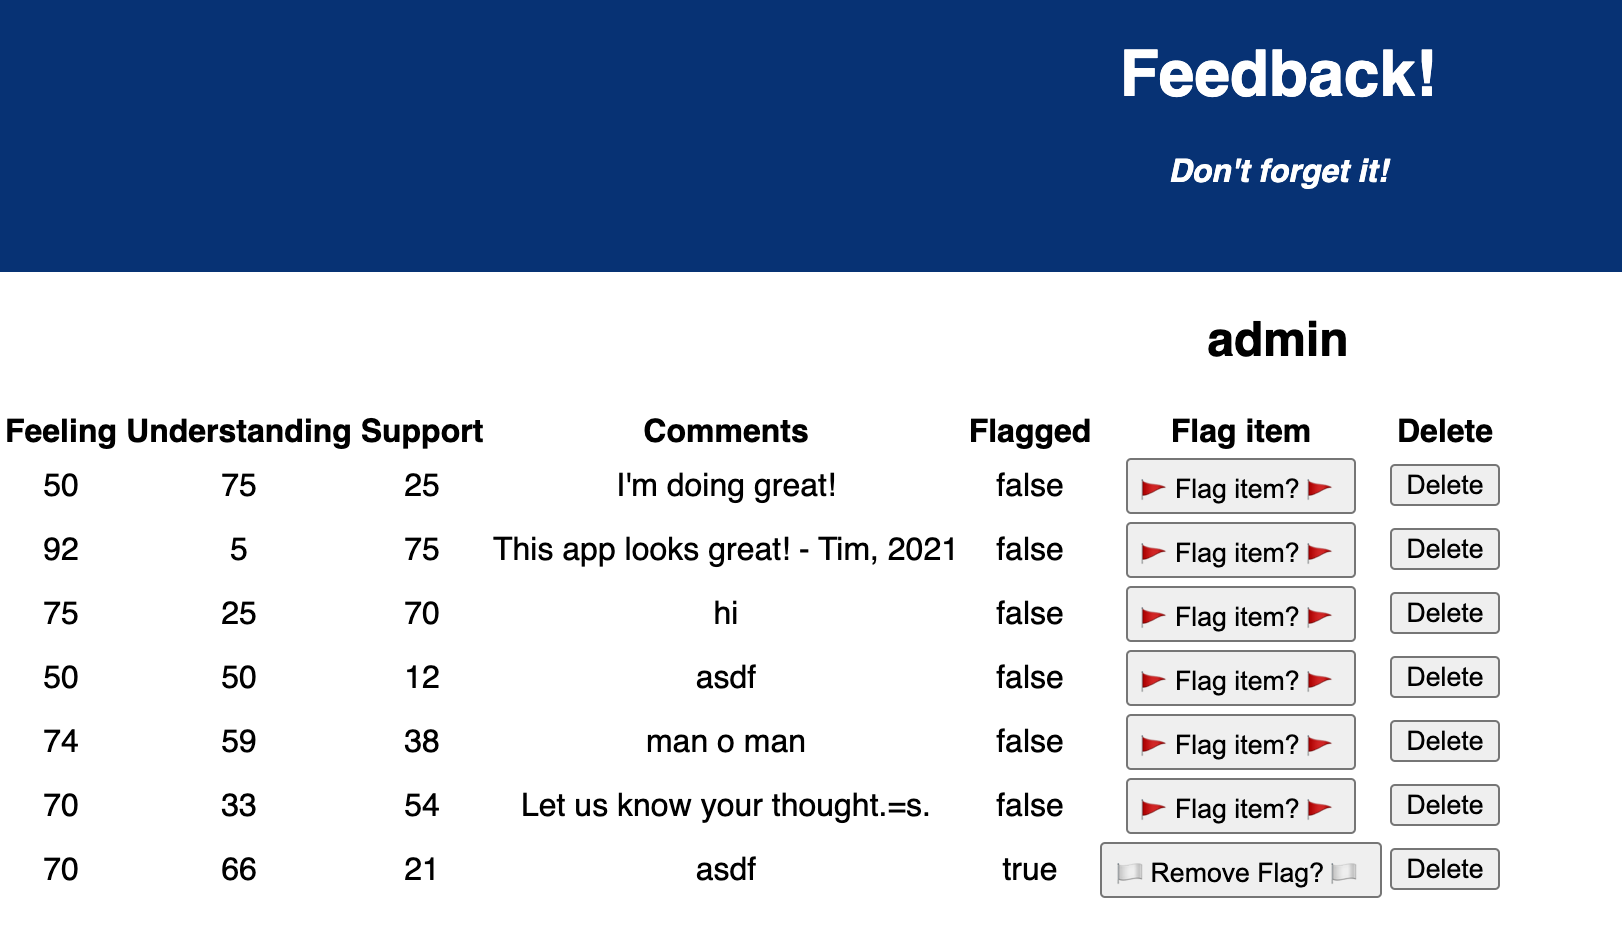 Feedback!
Don't forget it!
admin
Feeling Understanding Support Comments Flagged Flag item Delete
50 75 25 I'm doing great! false 🚩 Flag item? 🚩 Delete
92 5 75 This app looks great! - Tim, 2021 false 🚩 Flag item? 🚩 Delete
75 25 70 hi false 🚩 Flag item? 🚩 Delete
50 50 12 asdf false 🚩 Flag item? 🚩 Delete
74 59 38 man o man false 🚩 Flag item? 🚩 Delete
70 33 54 Let us know your thought.=s. false 🚩 Flag item? 🚩 Delete
70 66 21 asdf true 🏳️ Remove Flag? 🏳️ Delete